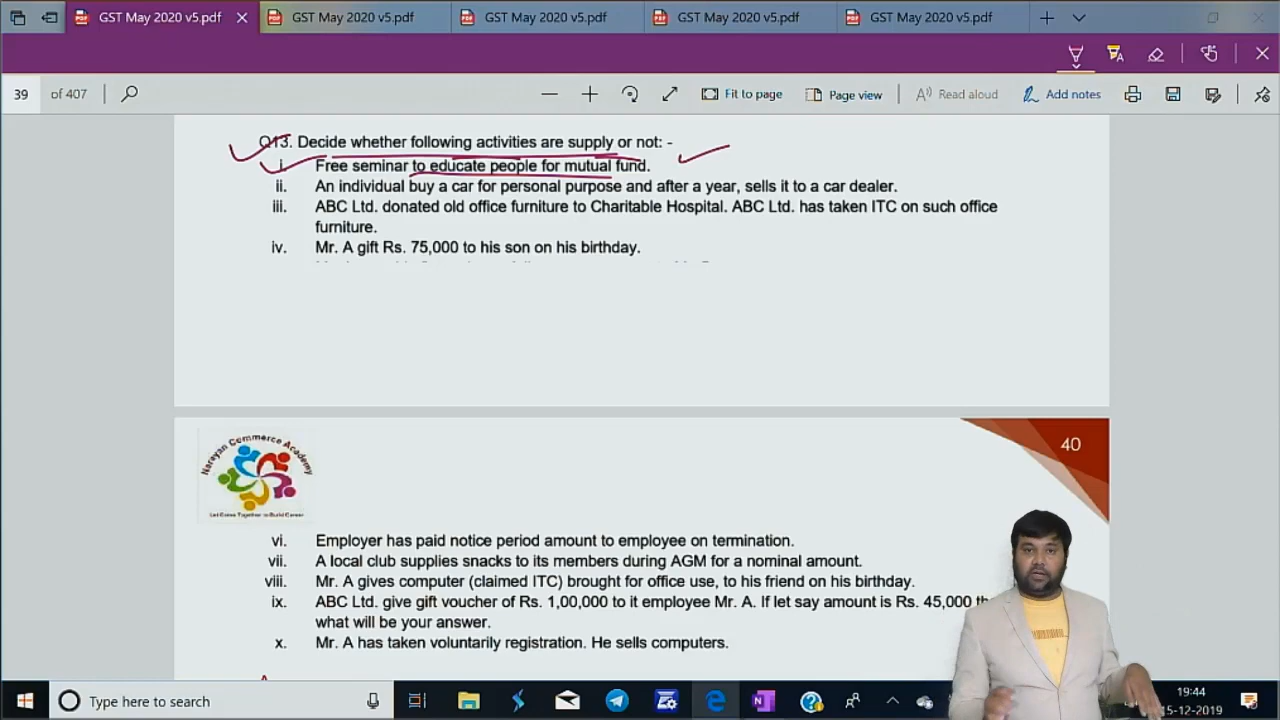 GST May 2020 v5.pdf
GST May 2020 v5.pdf
GST May 2020 v5.pdf
GST May 2020 v5.pdf
GST May 2020 v5.pdf
39 of 407
Fit to page
Page view
Read aloud
Add notes
Q13. Decide whether following activities are supply or not: -
i. Free seminar to educate people for mutual fund.
ii. An individual buy a car for personal purpose and after a year, sells it to a car dealer.
iii. ABC Ltd. donated old office furniture to Charitable Hospital. ABC Ltd. has taken ITC on such office
furniture.
iv. Mr. A gift Rs. 75,000 to his son on his birthday.
Narayan Commerce Academy
Let Come Together to Build Career
40
vi. Employer has paid notice period amount to employee on termination.
vii. A local club supplies snacks to its members during AGM for a nominal amount.
viii. Mr. A gives computer (claimed ITC) brought for office use, to his friend on his birthday.
ix. ABC Ltd. give gift voucher of Rs. 1,00,000 to it employee Mr. A. If let say amount is Rs. 45,000
what will be your answer.
x. Mr. A has taken voluntarily registration. He sells computers.
Type here to search
19:44
15-12-2019